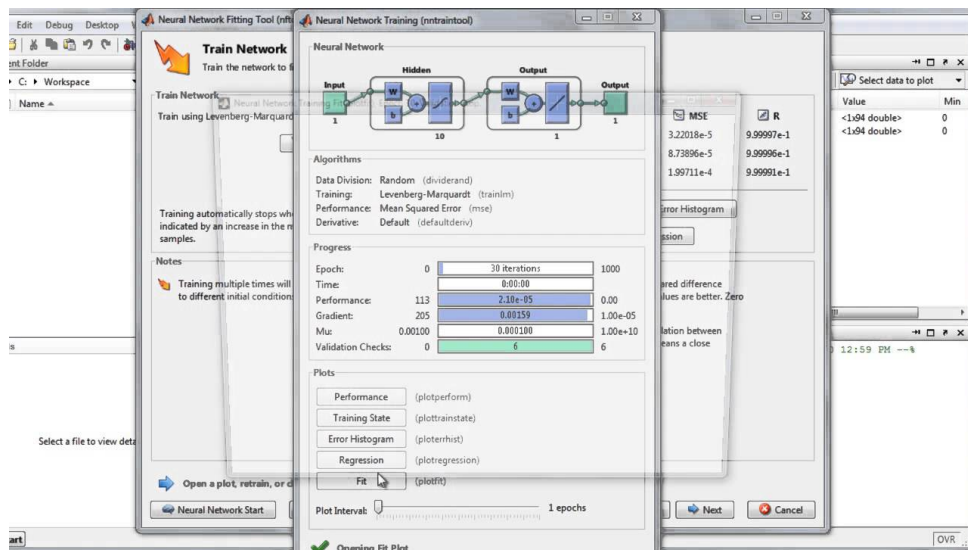 Edit Debug Desktop
Neural Network Fitting Tool (nft
Neural Network Training (nntraintool)
nt Folder
C: Workspace
Name
Train Network
Train the network to fi
Train Network
Train using Levenberg-Marquard
Training automatically stops whe
indicated by an increase in the m
samples.
Notes
Training multiple times will
to different initial condition
Select a file to view deta
Open a plot, retrain, or c
Neural Network Start
Neural Network
Hidden
Output
Input
Output
W
b
W
b
1
10
1
1
Neural Network Training Fit
Algorithms
Data Division: Random (dividerand)
Training: Levenberg-Marquardt (trainlm)
Performance: Mean Squared Error (mse)
Derivative: Default (defaultderiv)
Progress
Epoch: 0 30 iterations 1000
Time: 0:00:00
Performance: 113 2.10e-05 0.00
Gradient: 205 0.00159 1.00e-05
Mu: 0.00100 0.000100 1.00e+10
Validation Checks: 0 6 6
Plots
Performance (plotperform)
Training State (plottrainstate)
Error Histogram (ploterrhist)
Regression (plotregression)
Fit (plotfit)
Plot Interval: 1 epochs
Opening Fit Plot
MSE R
3.22018e-5 9.99997e-1
8.73896e-5 9.99996e-1
1.99711e-4 9.99991e-1
Error Histogram
ssion
ared difference
alues are better. Zero
lation between
eans a close
Next
Cancel
Select data to plot
Value Min
<1x94 double> 0
<1x94 double> 0
12:59 PM --%
art
OVR